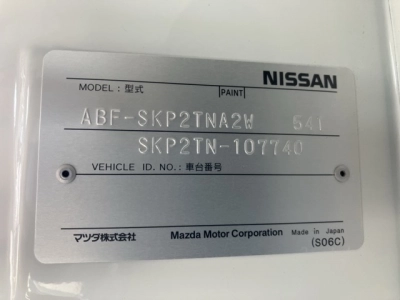 NISSAN
MODEL : 型式 PAINT
ABF-SKP2TNA2W 541
SKP2TN-107740
VEHICLE ID. NO. : 車台番号
マツダ株式会社 Mazda Motor Corporation Made in Japan
(S06C)